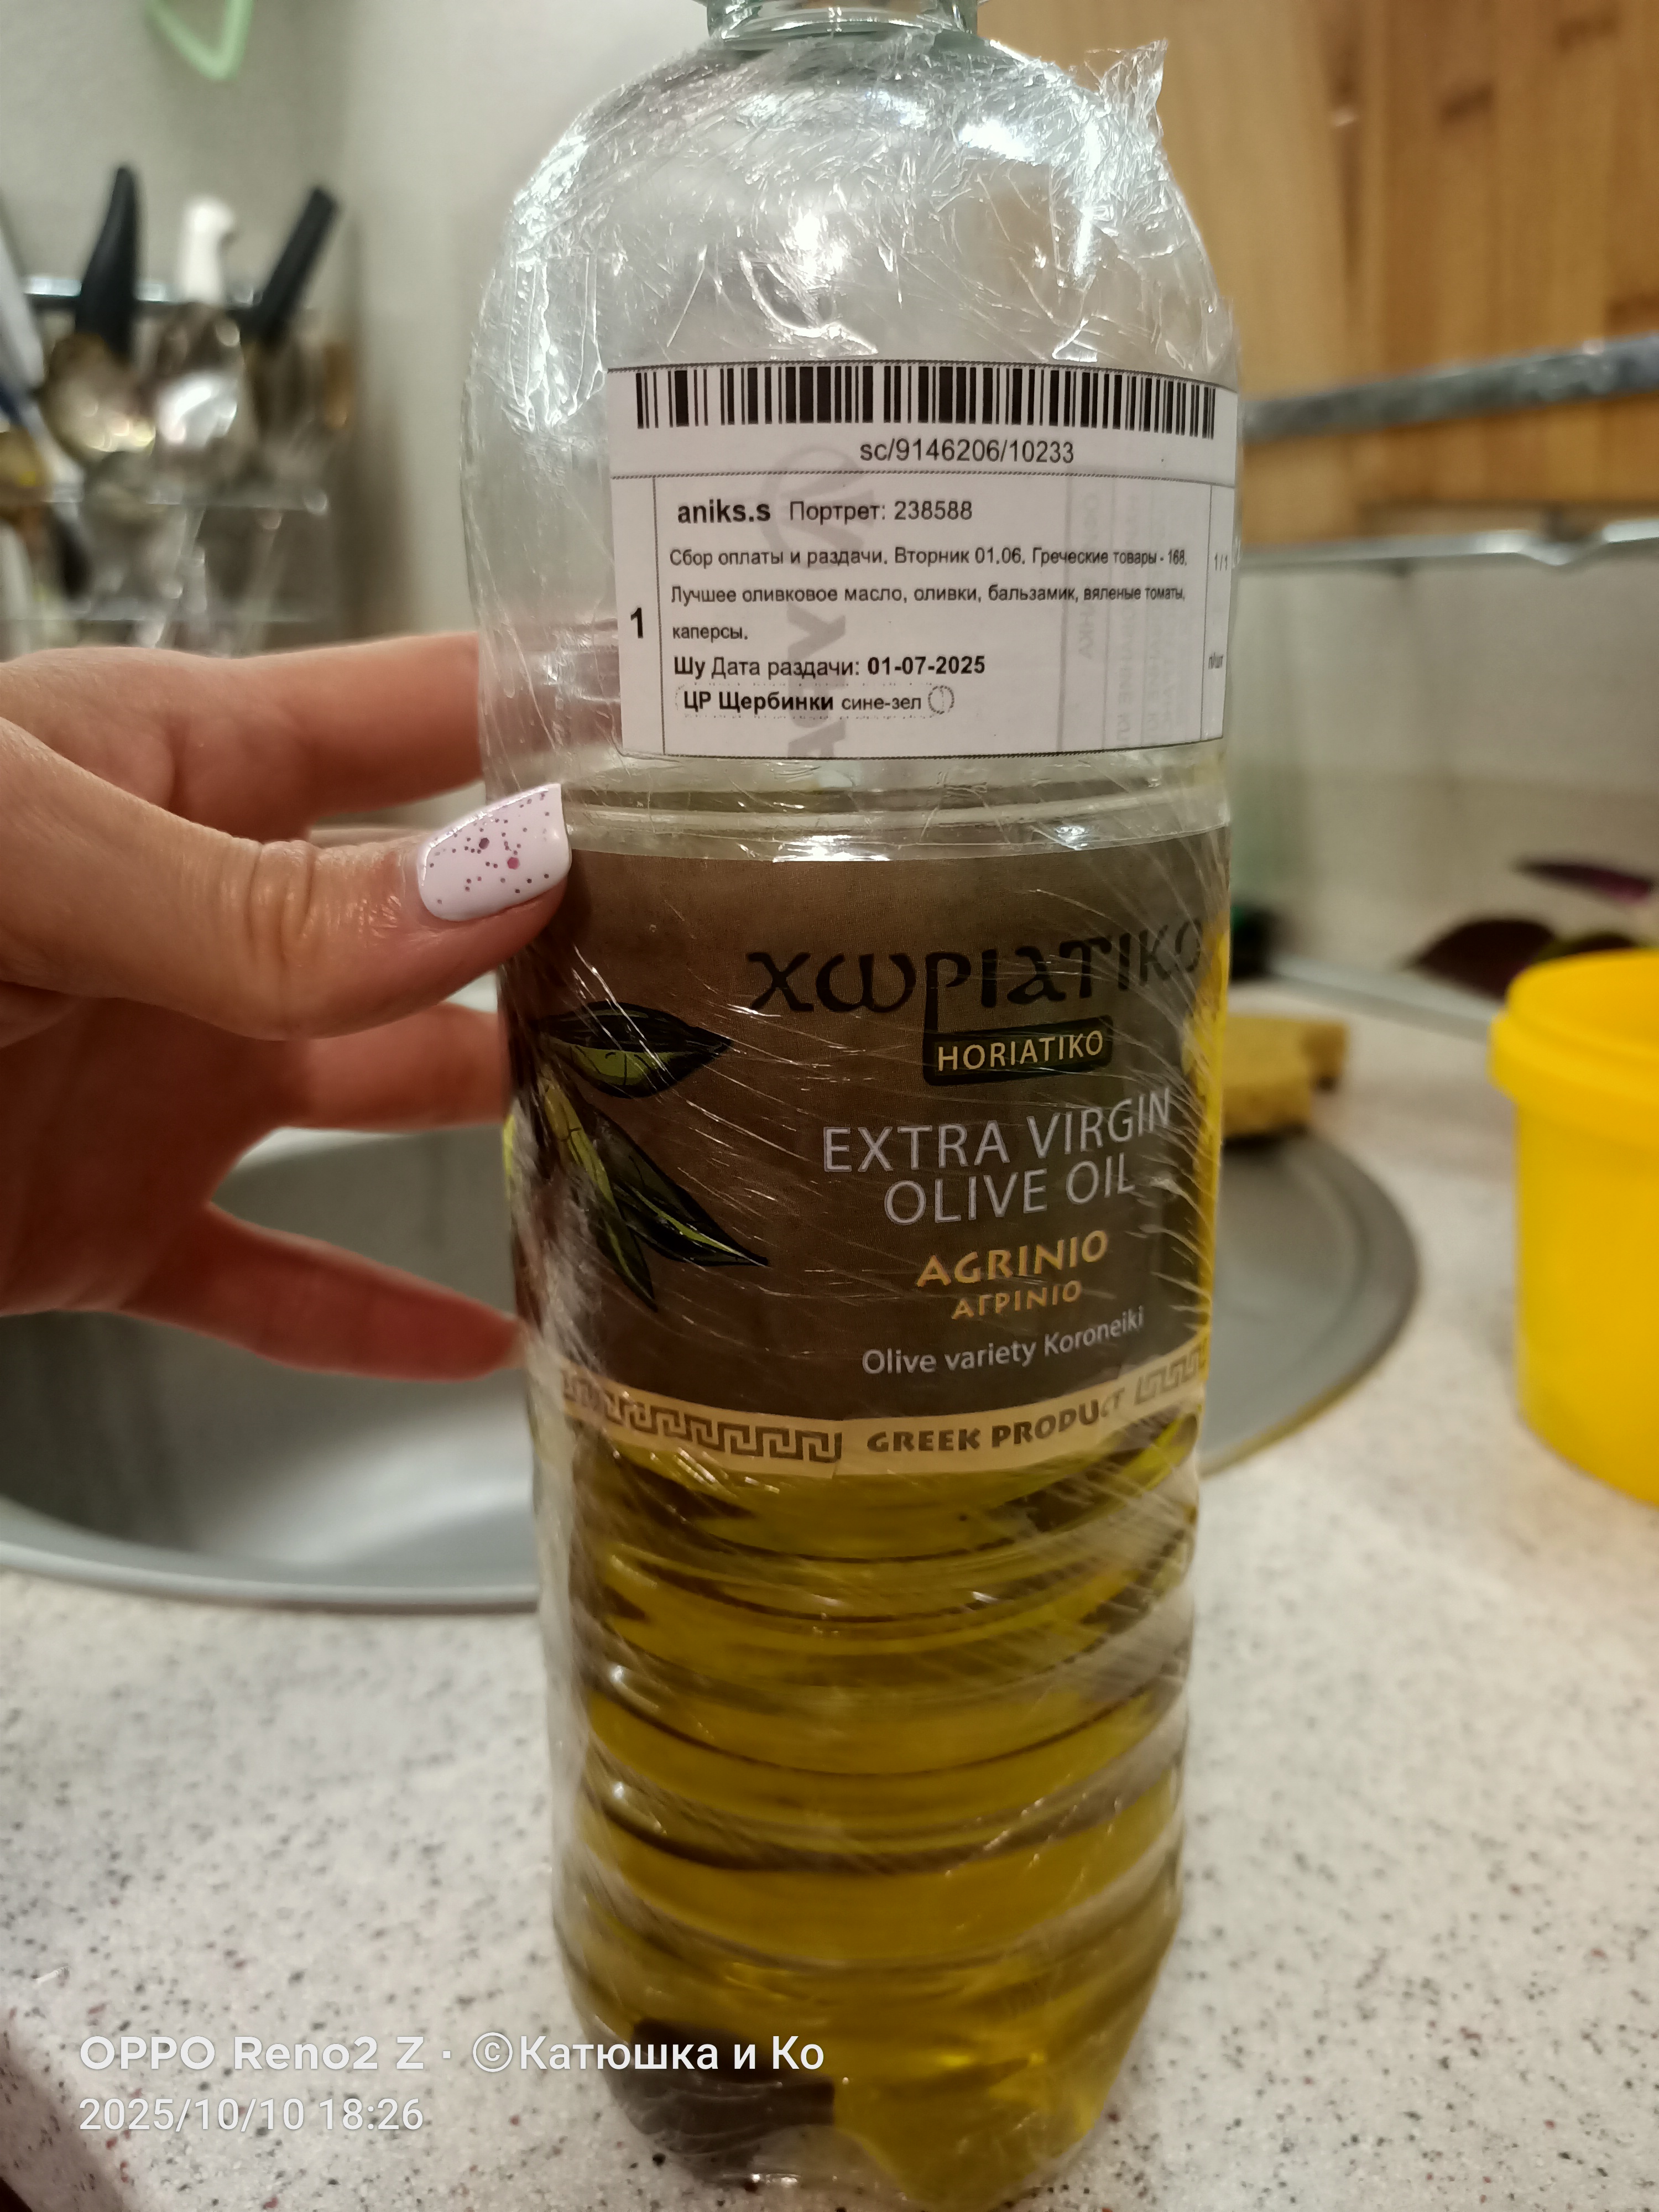 sc/9146206/10233
aniks.s Портрет: 238588
Сбор оплаты и раздачи. Вторник 01.06. Греческие товары - 168.
1/1
Лучшее оливковое масло, оливки, бальзамик, вяленые томаты,
1
каперсы.
Шу Дата раздачи: 01-07-2025
ЦР Щербинки сине-зел
χωριατικο
HORIATIKO
EXTRA VIRGIN
OLIVE OIL
AGRINIO
ΑΓΡΙΝΙΟ
Olive variety Koroneiki
GREEK PRODUCT
OPPO Reno2 Z · ©Катюшка и Ко
2025/10/10 18:26